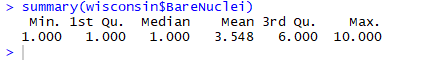 > summary(wisconsin$BareNuclei)
   Min. 1st Qu.  Median    Mean 3rd Qu.    Max.
  1.000   1.000   1.000   3.548   6.000  10.000
>